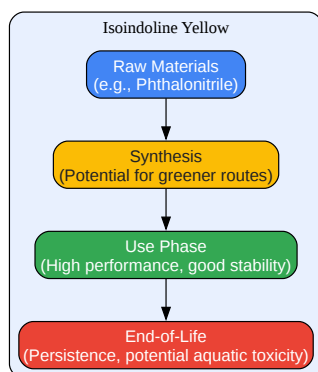 Isoindoline Yellow
Raw Materials
(e.g., Phthalonitrile)
Synthesis
(Potential for greener routes)
Use Phase
(High performance, good stability)
End-of-Life
(Persistence, potential aquatic toxicity)